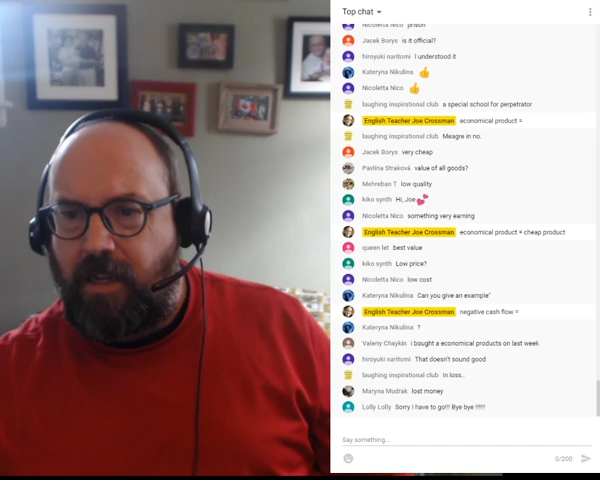 Top chat
Nicoletta Nico prison
Jacek Borys is it official?
hiroyuki naritomi I understood it
Kateryna Nikulina 👍
Nicoletta Nico 👍
laughing inspirational club a special school for perpetrator
English Teacher Joe Crossman economical product =
laughing inspirational club Meagre in no.
Jacek Borys very cheap
Pavlína Straková value of all goods?
Mehreban T low quality
kiko synth Hi, Joe💕
Nicoletta Nico something very earning
English Teacher Joe Crossman economical product = cheap product
queen let best value
kiko synth Low price?
Nicoletta Nico low cost
Kateryna Nikulina Can you give an example"
English Teacher Joe Crossman negative cash flow =
Kateryna Nikulina ?
Valeriy Chaykin i bought a economical products on last week
hiroyuki naritomi That doesn't sound good
laughing inspirational club In loss..
Maryna Mudrak lost money
Lolly Lolly Sorry I have to go!!! Bye bye !!!!!!
Say something...
0/200